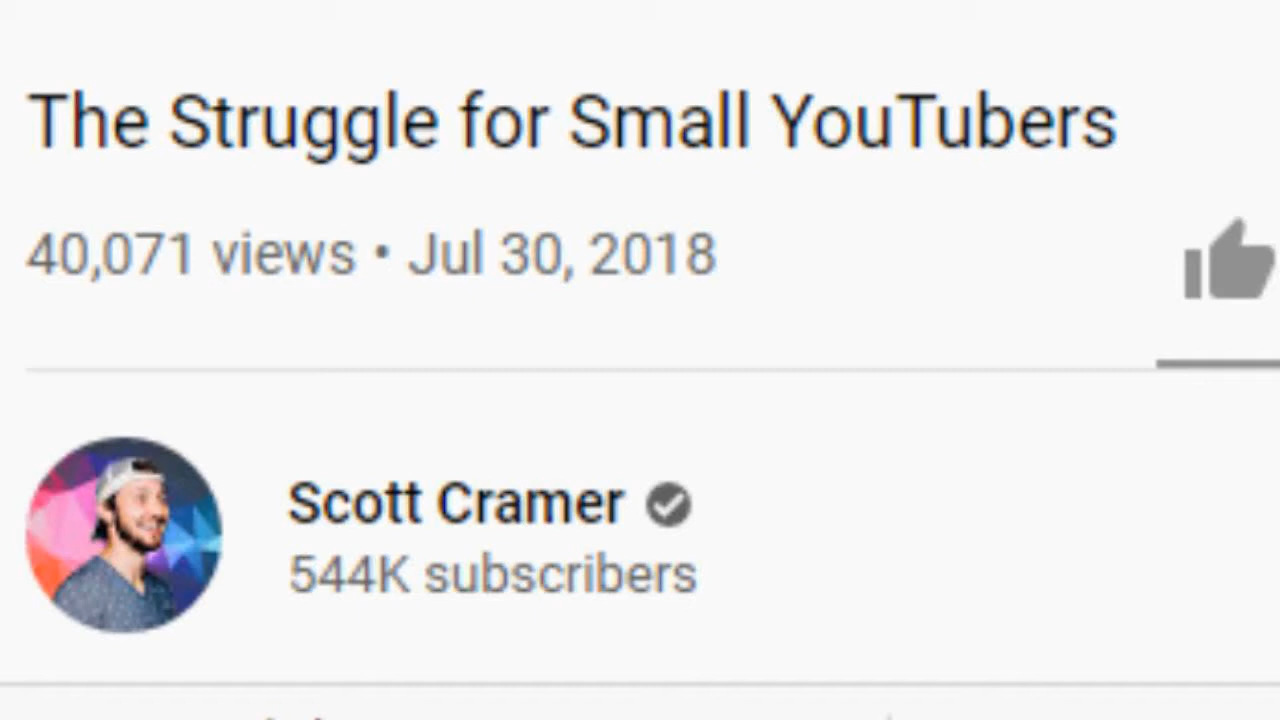 The Struggle for Small YouTubers
40,071 views • Jul 30, 2018
Scott Cramer
544K subscribers